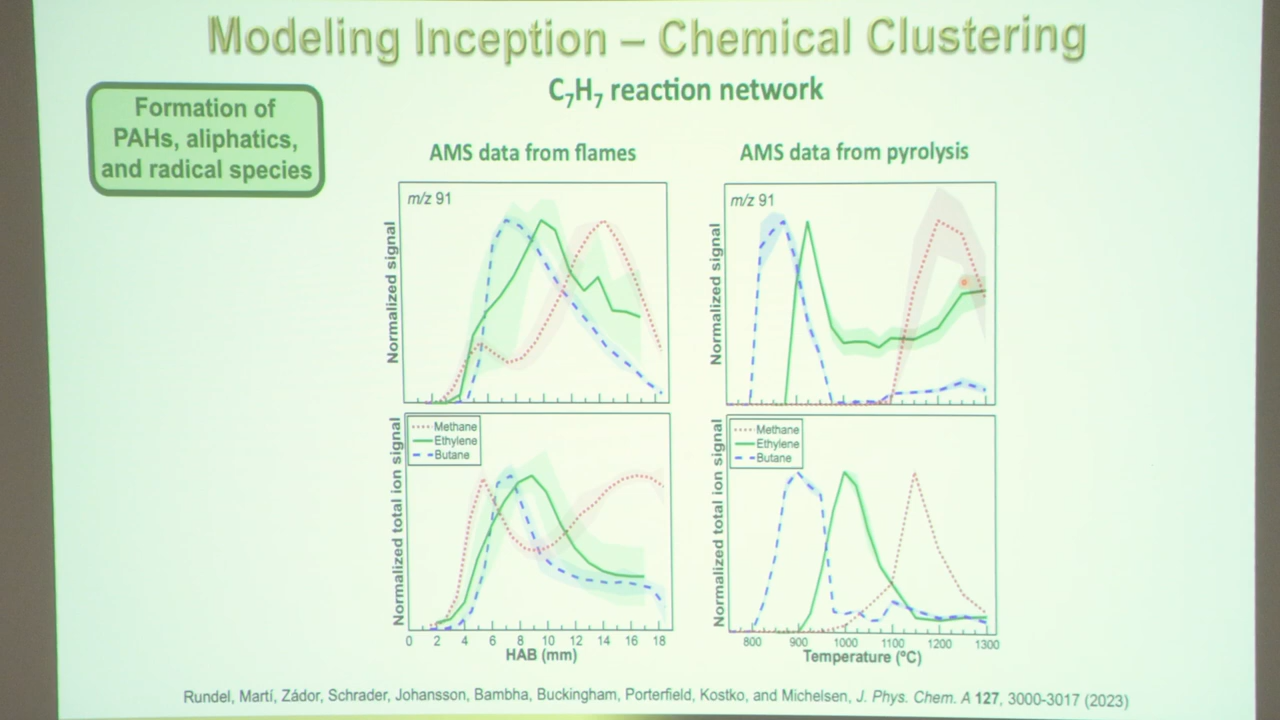 Modeling Inception – Chemical Clustering
C₇H₇ reaction network
Formation of
PAHs, aliphatics,
and radical species
AMS data from flames
AMS data from pyrolysis
m/z 91
Normalized signal
m/z 91
Normalized signal
Methane
Ethylene
Butane
Normalized total ion signal
0 2 4 6 8 10 12 14 16 18
HAB (mm)
Methane
Ethylene
Butane
Normalized total ion signal
800 900 1000 1100 1200 1300
Temperature (ºC)
Rundel, Martí, Zádor, Schrader, Johansson, Bambha, Buckingham, Porterfield, Kostko, and Michelsen, J. Phys. Chem. A 127, 3000-3017 (2023)